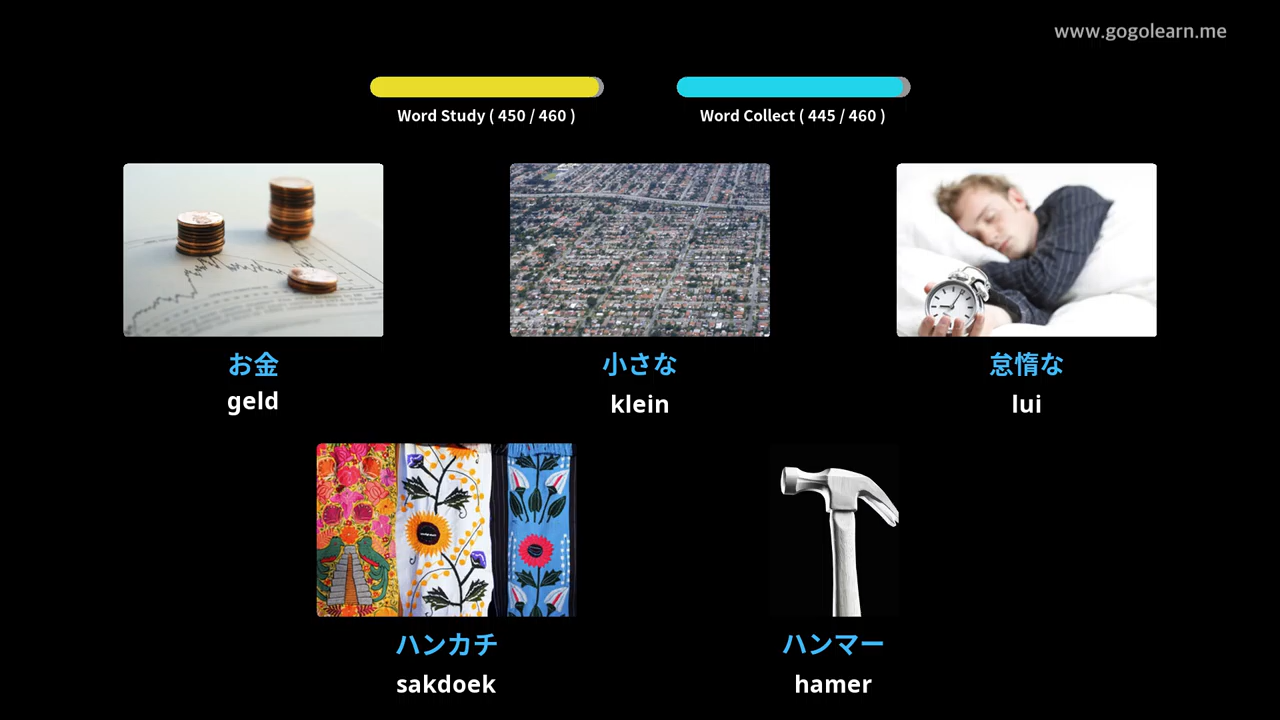 www.gogolearn.me
Word Study ( 450 / 460 )
Word Collect ( 445 / 460 )
お金
geld
小さな
klein
怠惰な
lui
ハンカチ
sakdoek
ハンマー
hamer